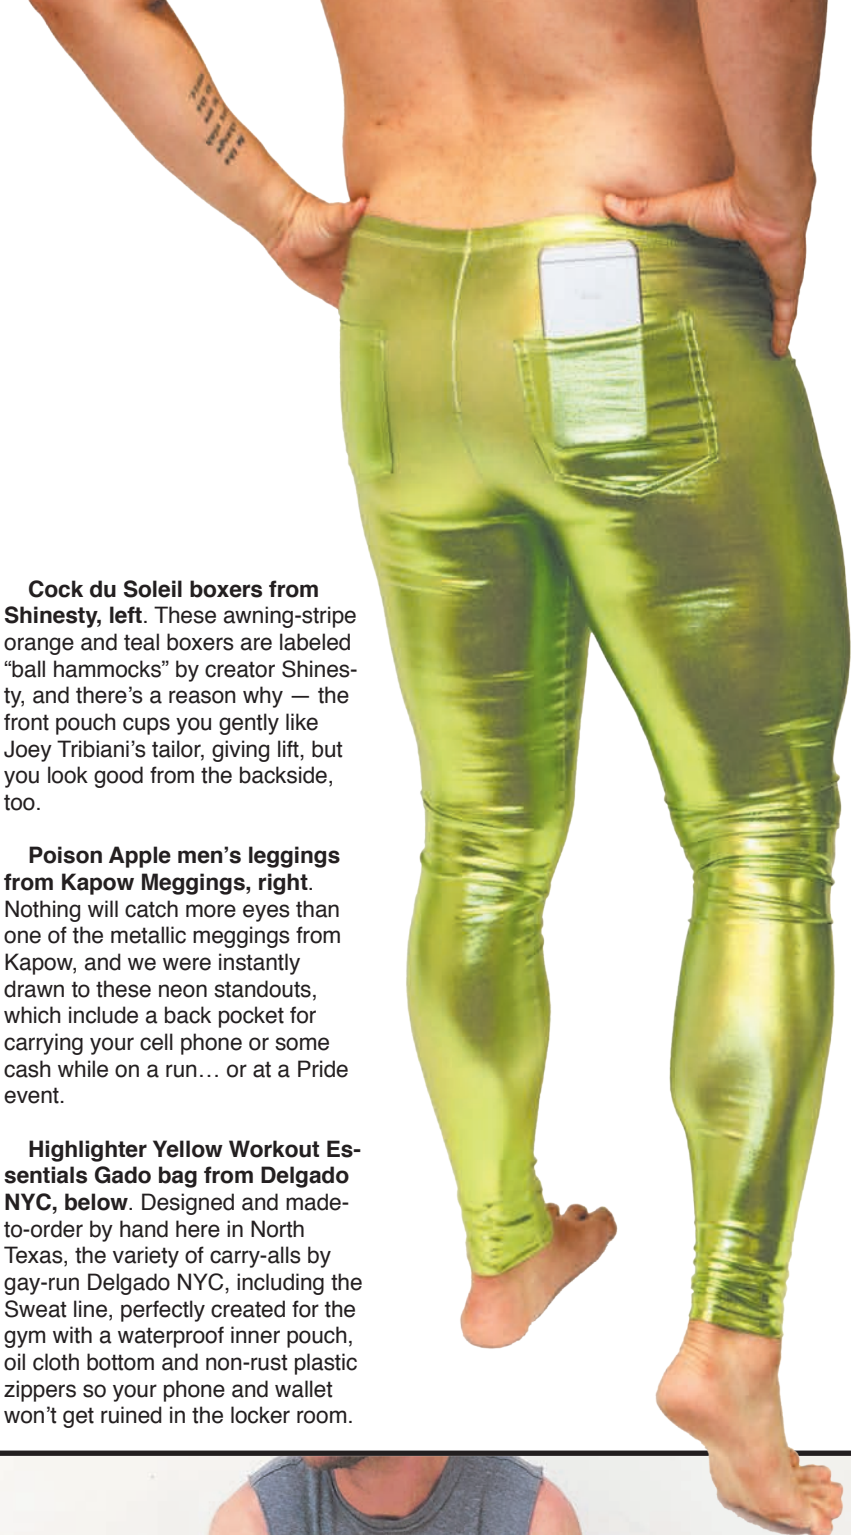 Cock du Soleil boxers from
Shinesty, left. These awning-stripe
orange and teal boxers are labeled
“ball hammocks” by creator Shines-
ty, and there’s a reason why — the
front pouch cups you gently like
Joey Tribiani’s tailor, giving lift, but
you look good from the backside,
too.
Poison Apple men’s leggings
from Kapow Meggings, right.
Nothing will catch more eyes than
one of the metallic meggings from
Kapow, and we were instantly
drawn to these neon standouts,
which include a back pocket for
carrying your cell phone or some
cash while on a run… or at a Pride
event.
Highlighter Yellow Workout Es-
sentials Gado bag from Delgado
NYC, below. Designed and made-
to-order by hand here in North
Texas, the variety of carry-alls by
gay-run Delgado NYC, including the
Sweat line, perfectly created for the
gym with a waterproof inner pouch,
oil cloth bottom and non-rust plastic
zippers so your phone and wallet
won’t get ruined in the locker room.